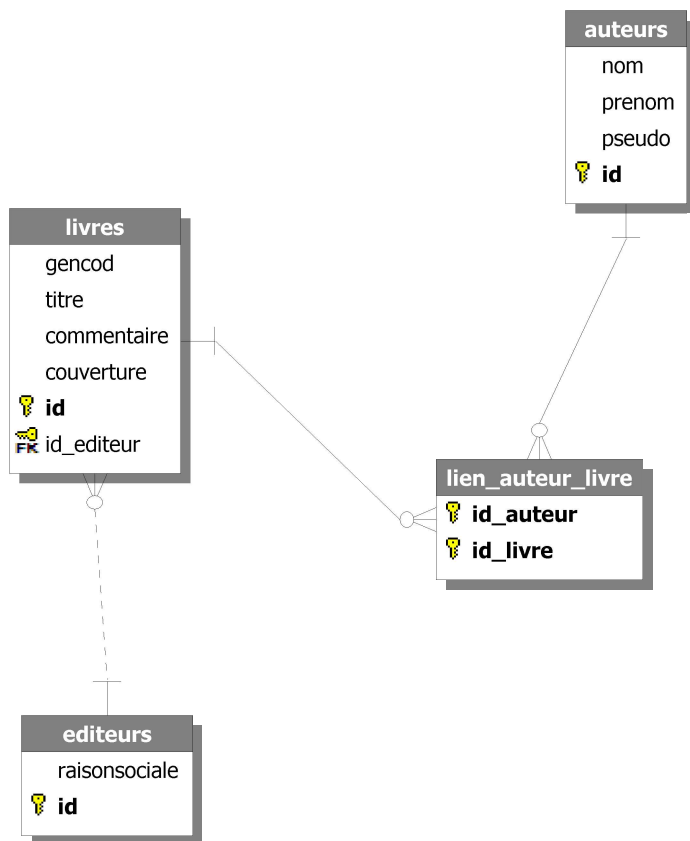 auteurs
nom
prenom
pseudo
id
livres
gencod
titre
commentaire
couverture
id
FK id_editeur
lien_auteur_livre
id_auteur
id_livre
editeurs
raisonsociale
id